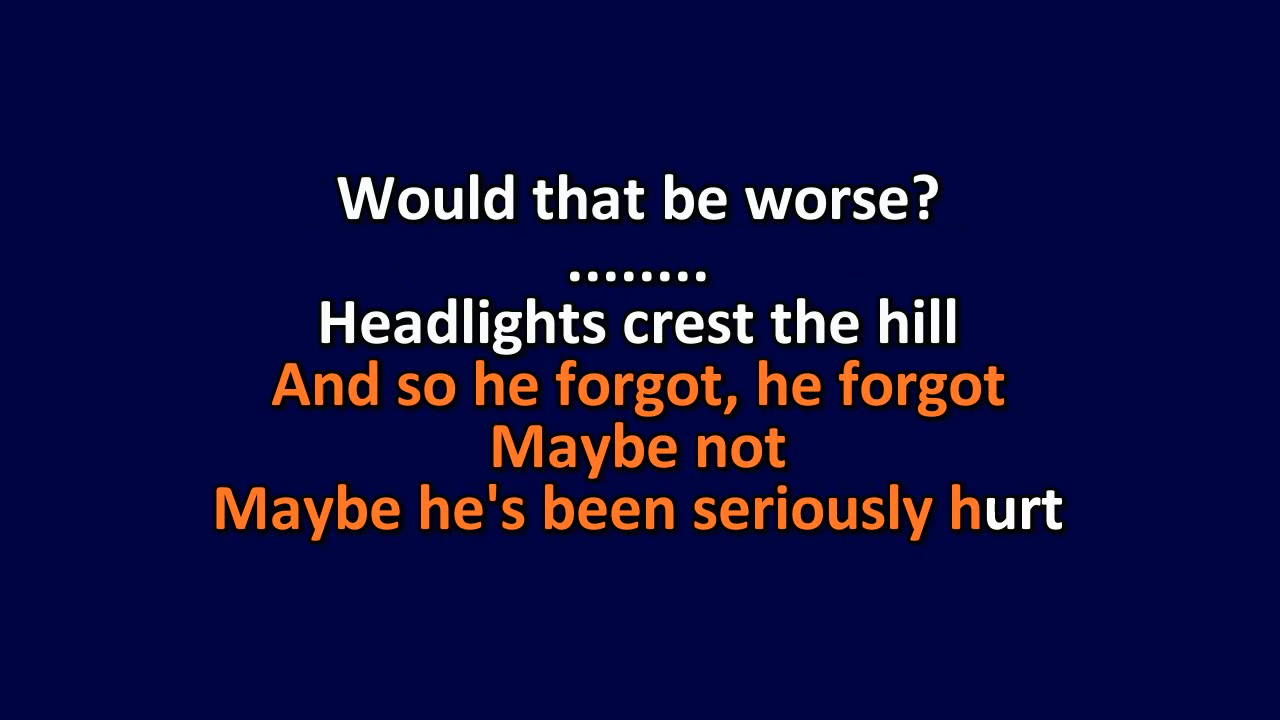 Would that be worse?
........
Headlights crest the hill
And so he forgot, he forgot
Maybe not
Maybe he's been seriously hurt